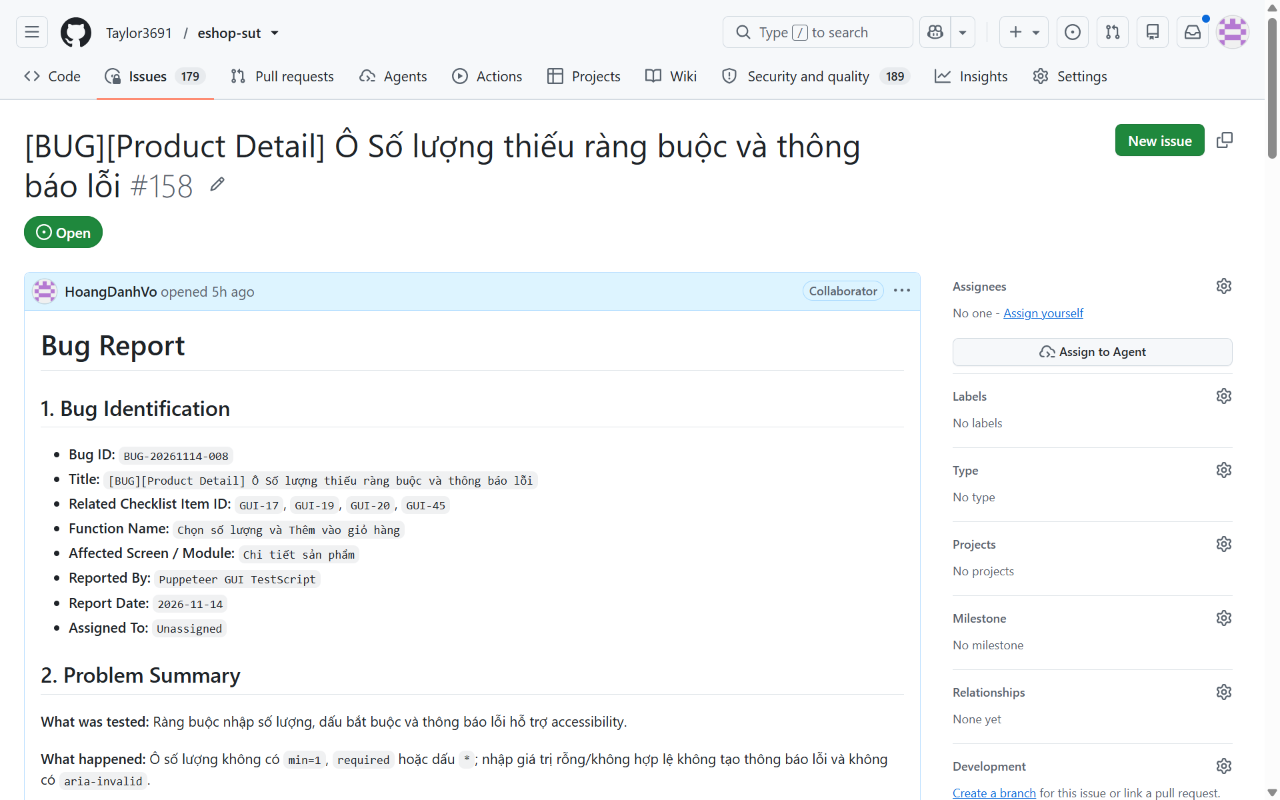 Taylor3691 / eshop-sut
Type / to search
Code
Issues 179
Pull requests
Agents
Actions
Projects
Wiki
Security and quality 189
Insights
Settings
[BUG][Product Detail] Ô Số lượng thiếu ràng buộc và thông
báo lỗi #158
New issue
Open
HoangDanhVo opened 5h ago
Collaborator
Bug Report
1. Bug Identification
Bug ID: BUG-20261114-008
Title: [BUG][Product Detail] Ô Số lượng thiếu ràng buộc và thông báo lỗi
Related Checklist Item ID: GUI-17, GUI-19, GUI-20, GUI-45
Function Name: Chọn số lượng và Thêm vào giỏ hàng
Affected Screen / Module: Chi tiết sản phẩm
Reported By: Puppeteer GUI TestScript
Report Date: 2026-11-14
Assigned To: Unassigned
2. Problem Summary
What was tested: Ràng buộc nhập số lượng, dấu bắt buộc và thông báo lỗi hỗ trợ accessibility.
What happened: Ô số lượng không có min=1, required hoặc dấu *; nhập giá trị rỗng/không hợp lệ không tạo thông báo lỗi và không
có aria-invalid.
Assignees
No one - Assign yourself
Assign to Agent
Labels
No labels
Type
No type
Projects
No projects
Milestone
No milestone
Relationships
None yet
Development
Create a branch for this issue or link a pull request.